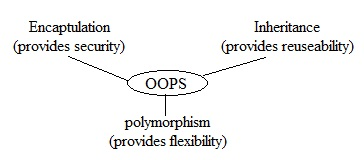 Encaptulation
(provides security)
Inheritance
(provides reuseability)
OOPS
polymorphism
(provides flexibility)